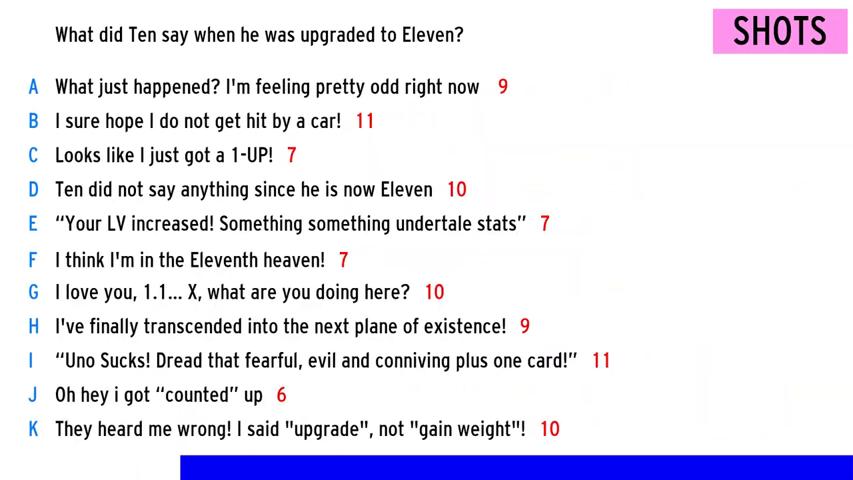 What did Ten say when he was upgraded to Eleven?
SHOTS
A What just happened? I'm feeling pretty odd right now 9
B I sure hope I do not get hit by a car! 11
C Looks like I just got a 1-UP! 7
D Ten did not say anything since he is now Eleven 10
E “Your LV increased! Something something undertale stats” 7
F I think I'm in the Eleventh heaven! 7
G I love you, 1.1... X, what are you doing here? 10
H I've finally transcended into the next plane of existence! 9
I “Uno Sucks! Dread that fearful, evil and conniving plus one card!” 11
J Oh hey i got “counted” up 6
K They heard me wrong! I said "upgrade", not "gain weight"! 10